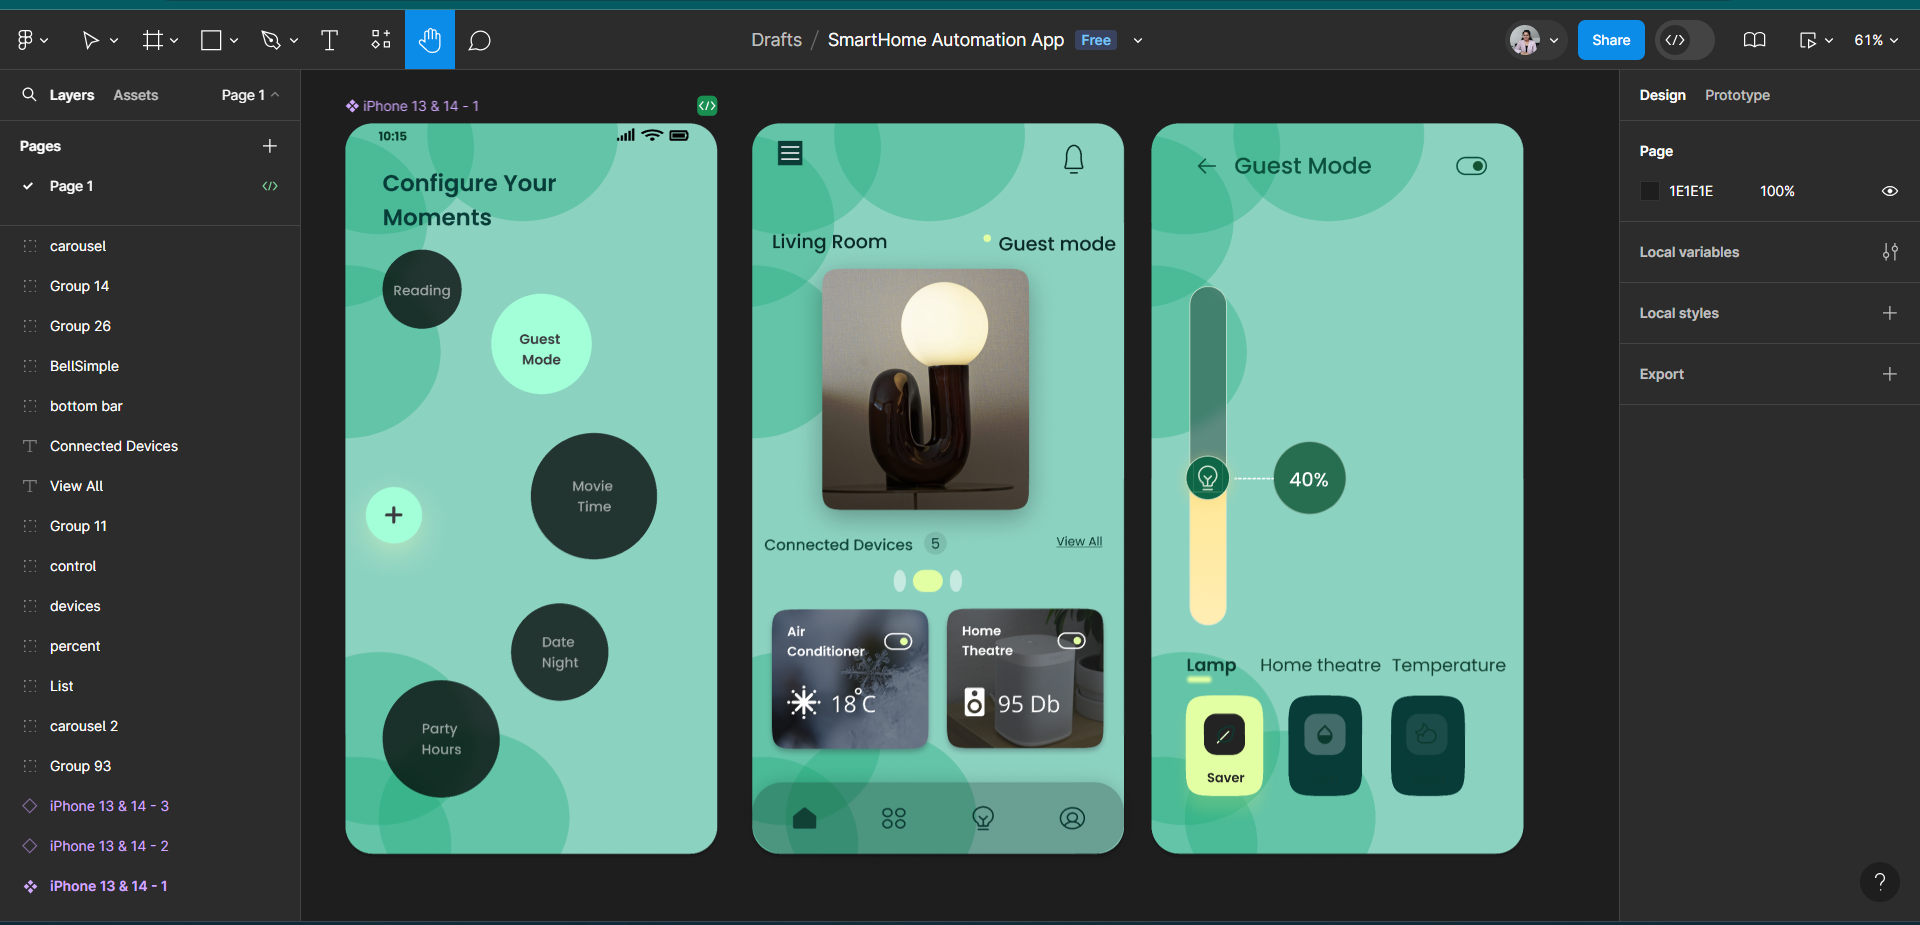 Drafts / SmartHome Automation App Free
Share
61%
Layers Assets Page 1
Pages
Page 1
carousel
Group 14
Group 26
BellSimple
bottom bar
Connected Devices
View All
Group 11
control
devices
percent
List
carousel 2
Group 93
iPhone 13 & 14 - 3
iPhone 13 & 14 - 2
iPhone 13 & 14 - 1
iPhone 13 & 14 - 1
10:15
Configure Your
Moments
Reading
Guest
Mode
Movie
Time
Date
Night
Party
Hours
Living Room
Guest mode
Connected Devices 5
View All
Air
Conditioner
18°C
Home
Theatre
95 Db
Guest Mode
40%
Lamp Home theatre Temperature
Saver
Design Prototype
Page
1E1E1E 100%
Local variables
Local styles
Export
?